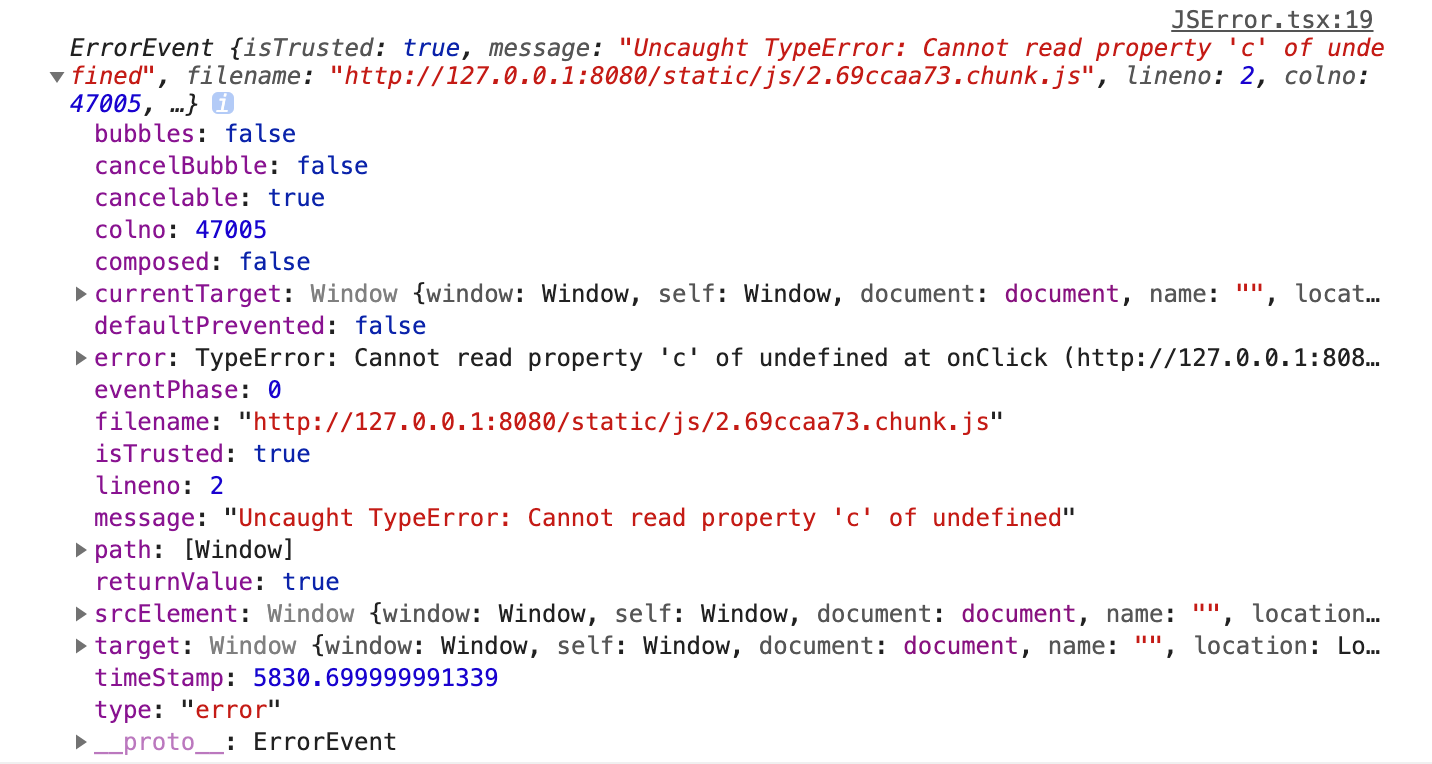 JSError.tsx:19
ErrorEvent {isTrusted: true, message: "Uncaught TypeError: Cannot read property 'c' of unde
fined", filename: "http://127.0.0.1:8080/static/js/2.69ccaa73.chunk.js", lineno: 2, colno:
47005, …} i
bubbles: false
cancelBubble: false
cancelable: true
colno: 47005
composed: false
currentTarget: Window {window: Window, self: Window, document: document, name: "", locat…
defaultPrevented: false
error: TypeError: Cannot read property 'c' of undefined at onClick (http://127.0.0.1:808…
eventPhase: 0
filename: "http://127.0.0.1:8080/static/js/2.69ccaa73.chunk.js"
isTrusted: true
lineno: 2
message: "Uncaught TypeError: Cannot read property 'c' of undefined"
path: [Window]
returnValue: true
srcElement: Window {window: Window, self: Window, document: document, name: "", location…
target: Window {window: Window, self: Window, document: document, name: "", location: Lo…
timeStamp: 5830.699999991339
type: "error"
__proto__: ErrorEvent